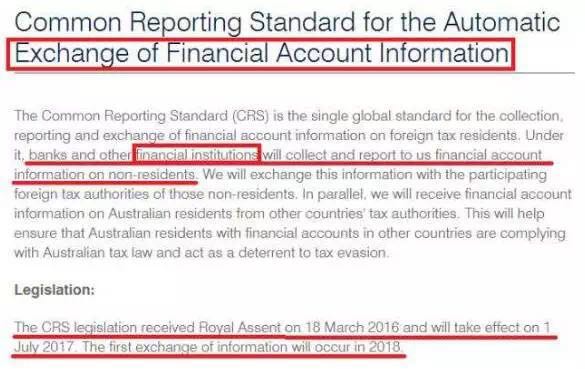 Common Reporting Standard for the Automatic
Exchange of Financial Account Information
The Common Reporting Standard (CRS) is the single global standard for the collection,
reporting and exchange of financial account information on foreign tax residents. Under
it, banks and other financial institutions will collect and report to us financial account
information on non-residents. We will exchange this information with the participating
foreign tax authorities of those non-residents. In parallel, we will receive financial account
information on Australian residents from other countries' tax authorities. This will help
ensure that Australian residents with financial accounts in other countries are complying
with Australian tax law and act as a deterrent to tax evasion.
Legislation:
The CRS legislation received Royal Assent on 18 March 2016 and will take effect on 1
July 2017. The first exchange of information will occur in 2018.